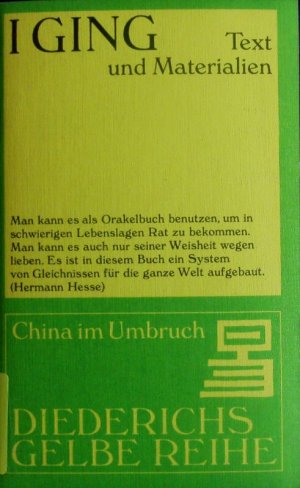 I GING Text
und Materialien
Man kann es als Orakelbuch benutzen, um in
schwierigen Lebenslagen Rat zu bekommen.
Man kann es auch nur seiner Weisheit wegen
lieben. Es ist in diesem Buch ein System
von Gleichnissen für die ganze Welt aufgebaut.
(Hermann Hesse)
China im Umbruch
DIEDERICHS
GELBE REIHE